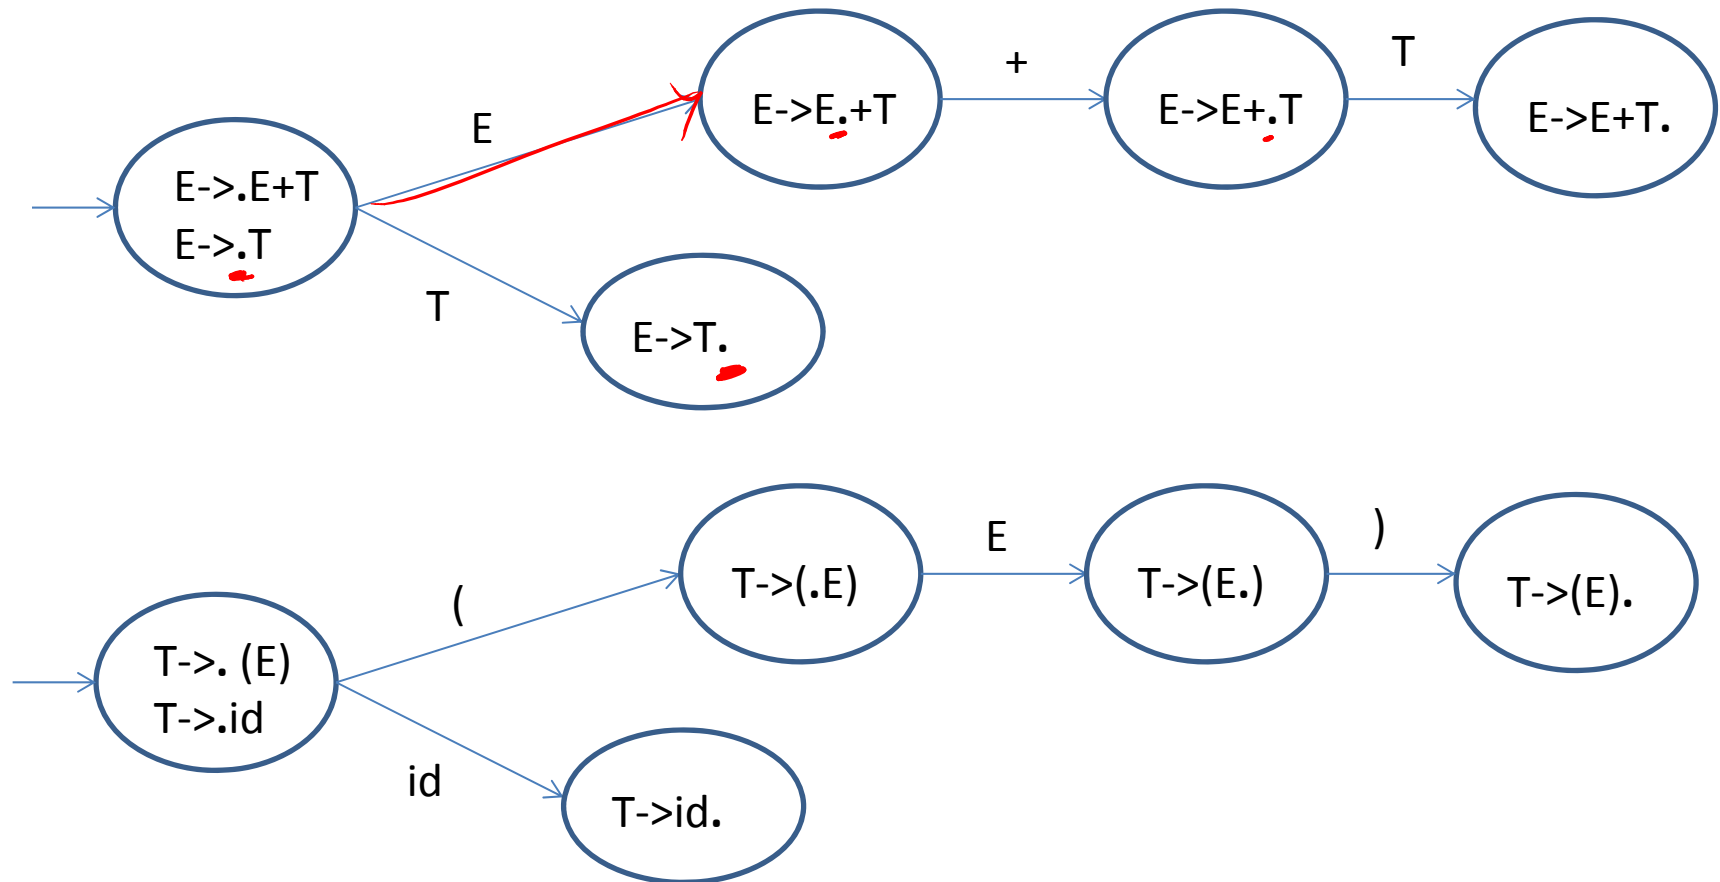 E->E.+T
+
E->E+.T
T
E->E+T.
E
E->.E+T
E->.T
T
E->T.
(
T->(.E)
E
T->(E.)
)
T->(E).
T->. (E)
T->.id
id
T->id.